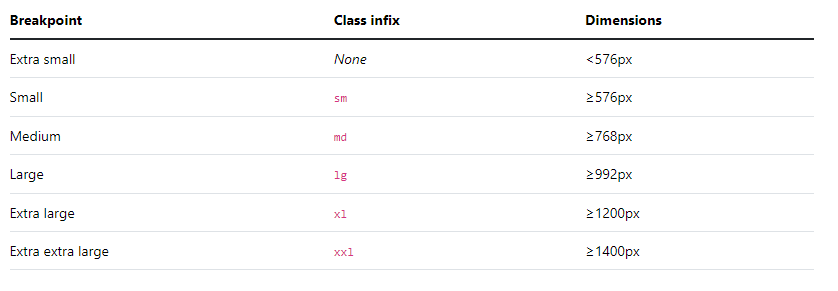 Breakpoint Class infix Dimensions
Extra small None <576px
Small sm ≥576px
Medium md ≥768px
Large lg ≥992px
Extra large xl ≥1200px
Extra extra large xxl ≥1400px